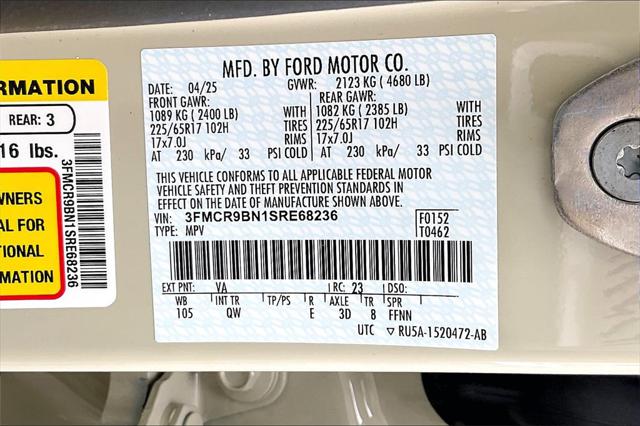 RMATION
REAR: 3
16 lbs.
WNERS
AL FOR
TIONAL
FORMATION
3FMCR9BN1SRE68236
MFD. BY FORD MOTOR CO.
DATE: 04/25 GVWR: 2123 KG ( 4680 LB)
FRONT GAWR: REAR GAWR:
1089 KG ( 2400 LB) WITH 1082 KG ( 2385 LB) WITH
225/65R17 102H TIRES 225/65R17 102H TIRES
17x7.0J RIMS 17x7.0J RIMS
AT 230 kPa/ 33 PSI COLD AT 230 kPa/ 33 PSI COLD
THIS VEHICLE CONFORMS TO ALL APPLICABLE FEDERAL MOTOR
VEHICLE SAFETY AND THEFT PREVENTION STANDARDS IN
EFFECT ON THE DATE OF MANUFACTURE SHOWN ABOVE.
VIN: 3FMCR9BN1SRE68236 F0152
TYPE: MPV T0462
EXT PNT: VA RC: 23 DSO:
WB INT TR TP/PS R AXLE TR SPR
105 QW E 3D 8 FFNN
UTC ▽ RU5A-1520472-AB